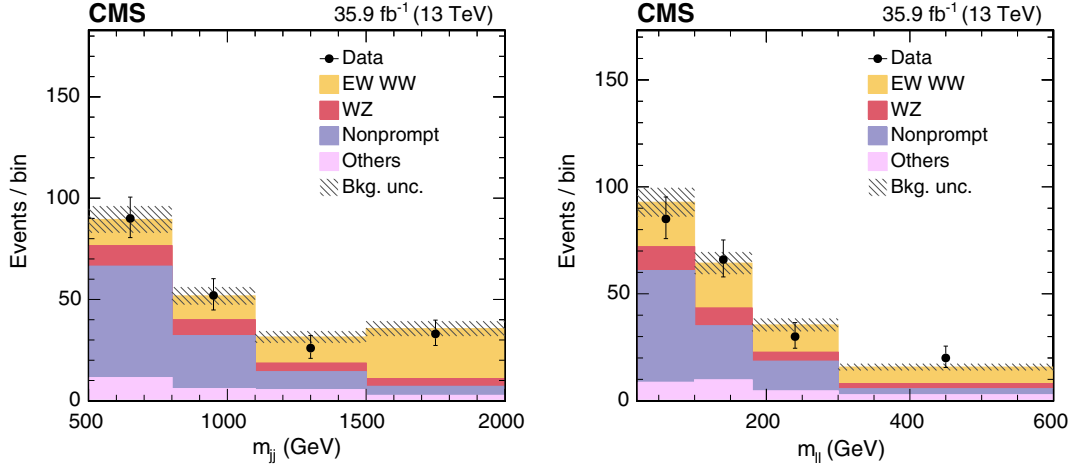 CMS 35.9 fb⁻¹ (13 TeV)
Data
EW WW
WZ
Nonprompt
Others
Bkg. unc.
Events / bin
150
100
50
0
500 1000 1500 2000
m_jj (GeV)
CMS 35.9 fb⁻¹ (13 TeV)
Data
EW WW
WZ
Nonprompt
Others
Bkg. unc.
Events / bin
150
100
50
0
200 400 600
m_ll (GeV)